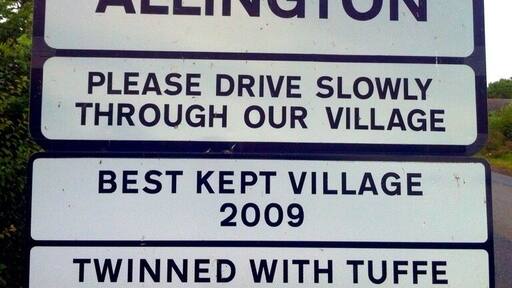 ALLINGTON
PLEASE DRIVE SLOWLY
THROUGH OUR VILLAGE
BEST KEPT VILLAGE
2009
TWINNED WITH TUFFE